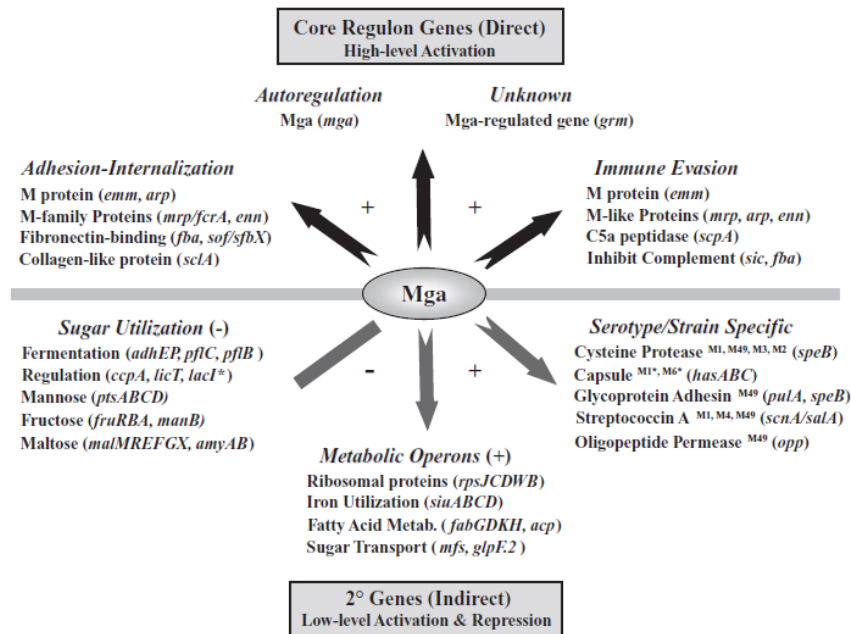 Core Regulon Genes (Direct)
High-level Activation
Autoregulation
Mga (mga)
Unknown
Mga-regulated gene (grm)
Adhesion-Internalization
M protein (emm, arp)
M-family Proteins (mrp/fcrA, enn)
Fibronectin-binding (fba, sof/sfbX)
Collagen-like protein (sclA)
+
+
Immune Evasion
M protein (emm)
M-like Proteins (mrp, arp, enn)
C5a peptidase (scpA)
Inhibit Complement (sic, fba)
Mga
Sugar Utilization (-)
Fermentation (adhEP, pflC, pflB )
Regulation (ccpA, licT, lacI*)
Mannose (ptsABCD)
Fructose (fruRBA, manB)
Maltose (malMREFGX, amyAB)
-
+
Serotype/Strain Specific
Cysteine Protease M1, M49, M3, M2 (speB)
Capsule M1*, M6* (hasABC)
Glycoprotein Adhesin M49 (pulA, speB)
Streptococcin A M1, M4, M49 (scnA/salA)
Oligopeptide Permease M49 (opp)
Metabolic Operons (+)
Ribosomal proteins (rpsJCDWB)
Iron Utilization (siuABCD)
Fatty Acid Metab. (fabGDKH, acp)
Sugar Transport (mfs, glpF.2 )
2° Genes (Indirect)
Low-level Activation & Repression